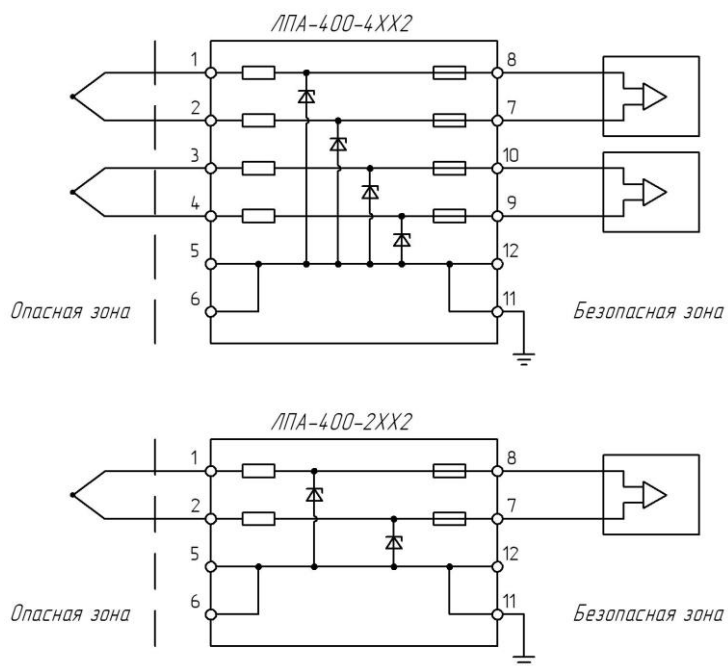 ЛПА-400-4ХХ2
1 8
2 7
3 10
4 9
5 12
6 11
Опасная зона Безопасная зона
ЛПА-400-2ХХ2
1 8
2 7
5 12
6 11
Опасная зона Безопасная зона